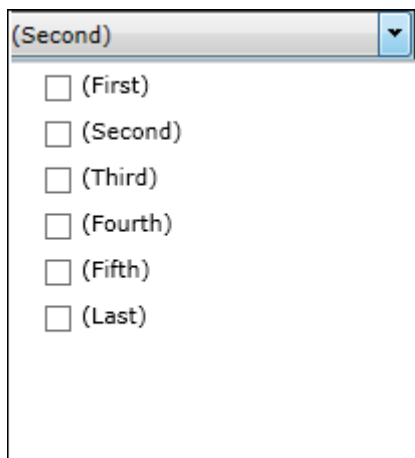 (Second)
(First)
(Second)
(Third)
(Fourth)
(Fifth)
(Last)